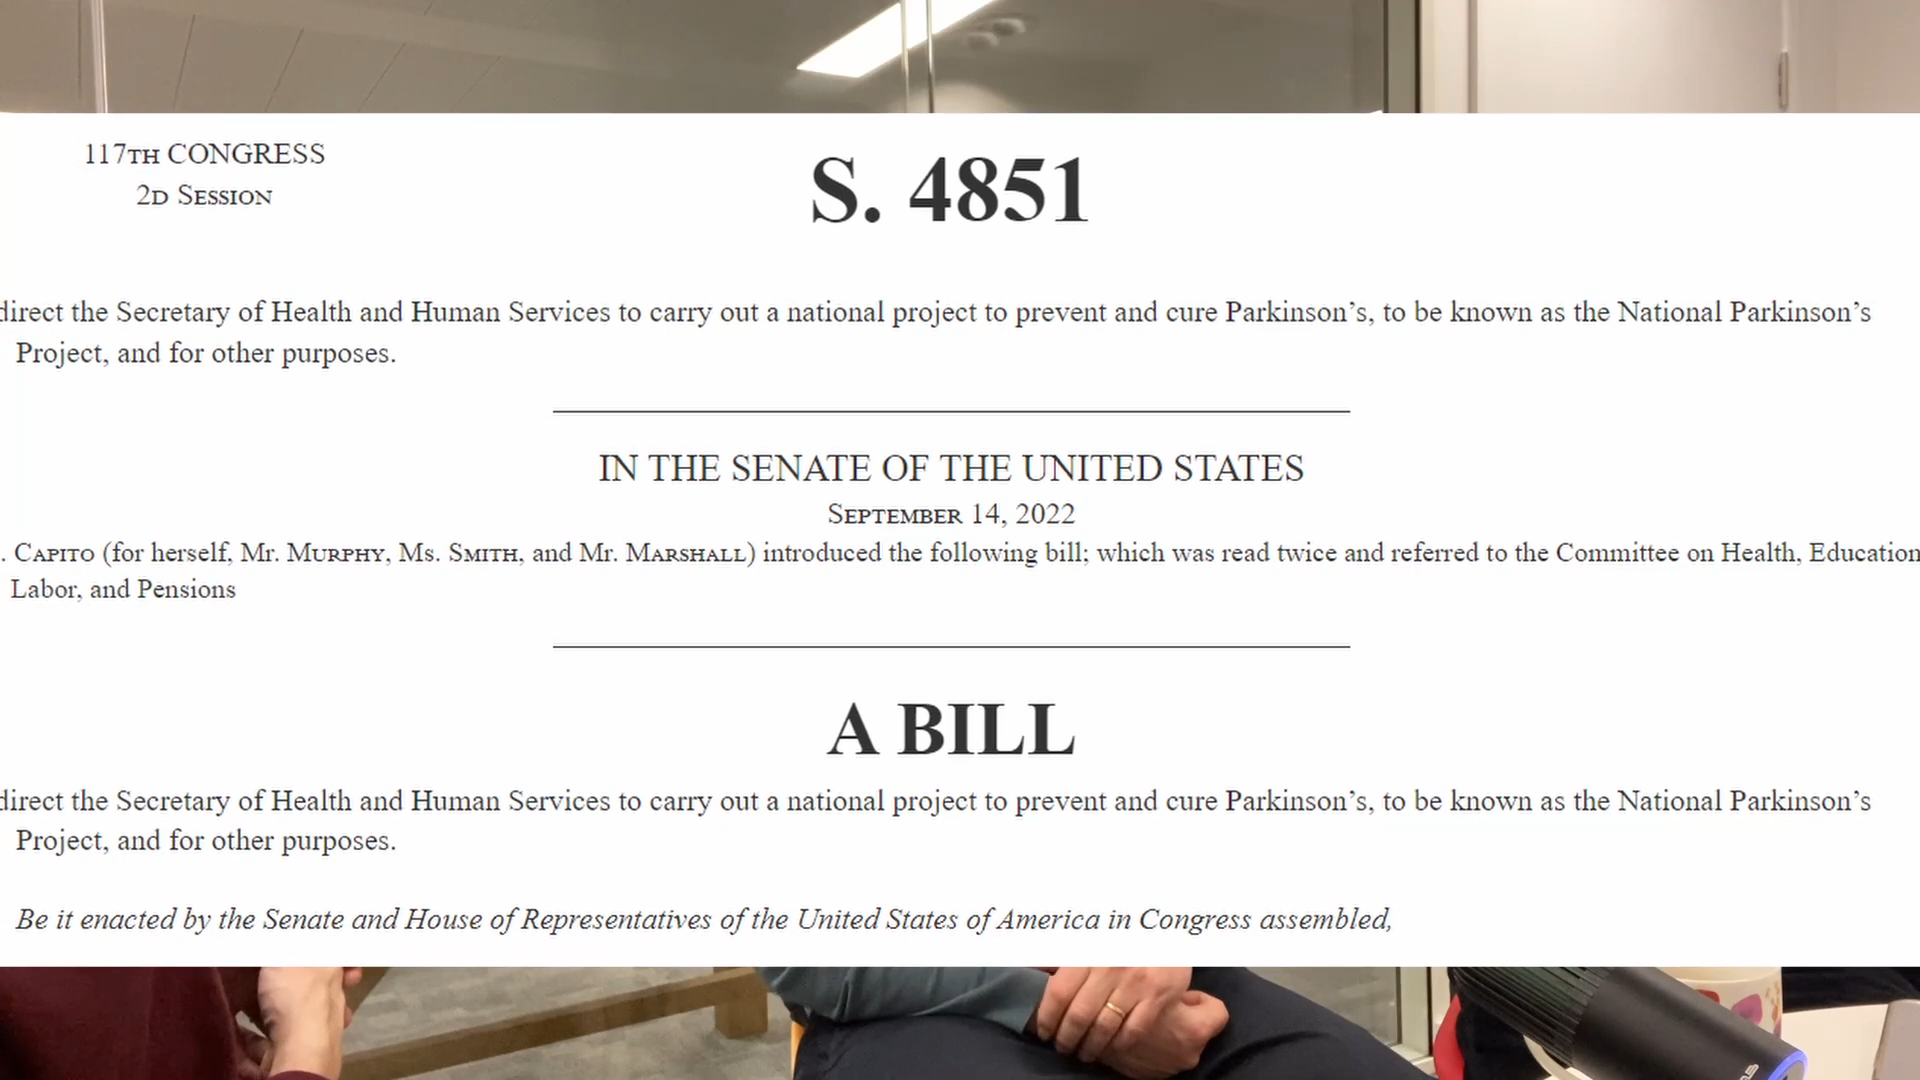 117TH CONGRESS
2D SESSION
S. 4851
direct the Secretary of Health and Human Services to carry out a national project to prevent and cure Parkinson’s, to be known as the National Parkinson’s
Project, and for other purposes.
IN THE SENATE OF THE UNITED STATES
SEPTEMBER 14, 2022
. CAPITO (for herself, Mr. MURPHY, Ms. SMITH, and Mr. MARSHALL) introduced the following bill; which was read twice and referred to the Committee on Health, Education
Labor, and Pensions
A BILL
direct the Secretary of Health and Human Services to carry out a national project to prevent and cure Parkinson’s, to be known as the National Parkinson’s
Project, and for other purposes.
Be it enacted by the Senate and House of Representatives of the United States of America in Congress assembled,